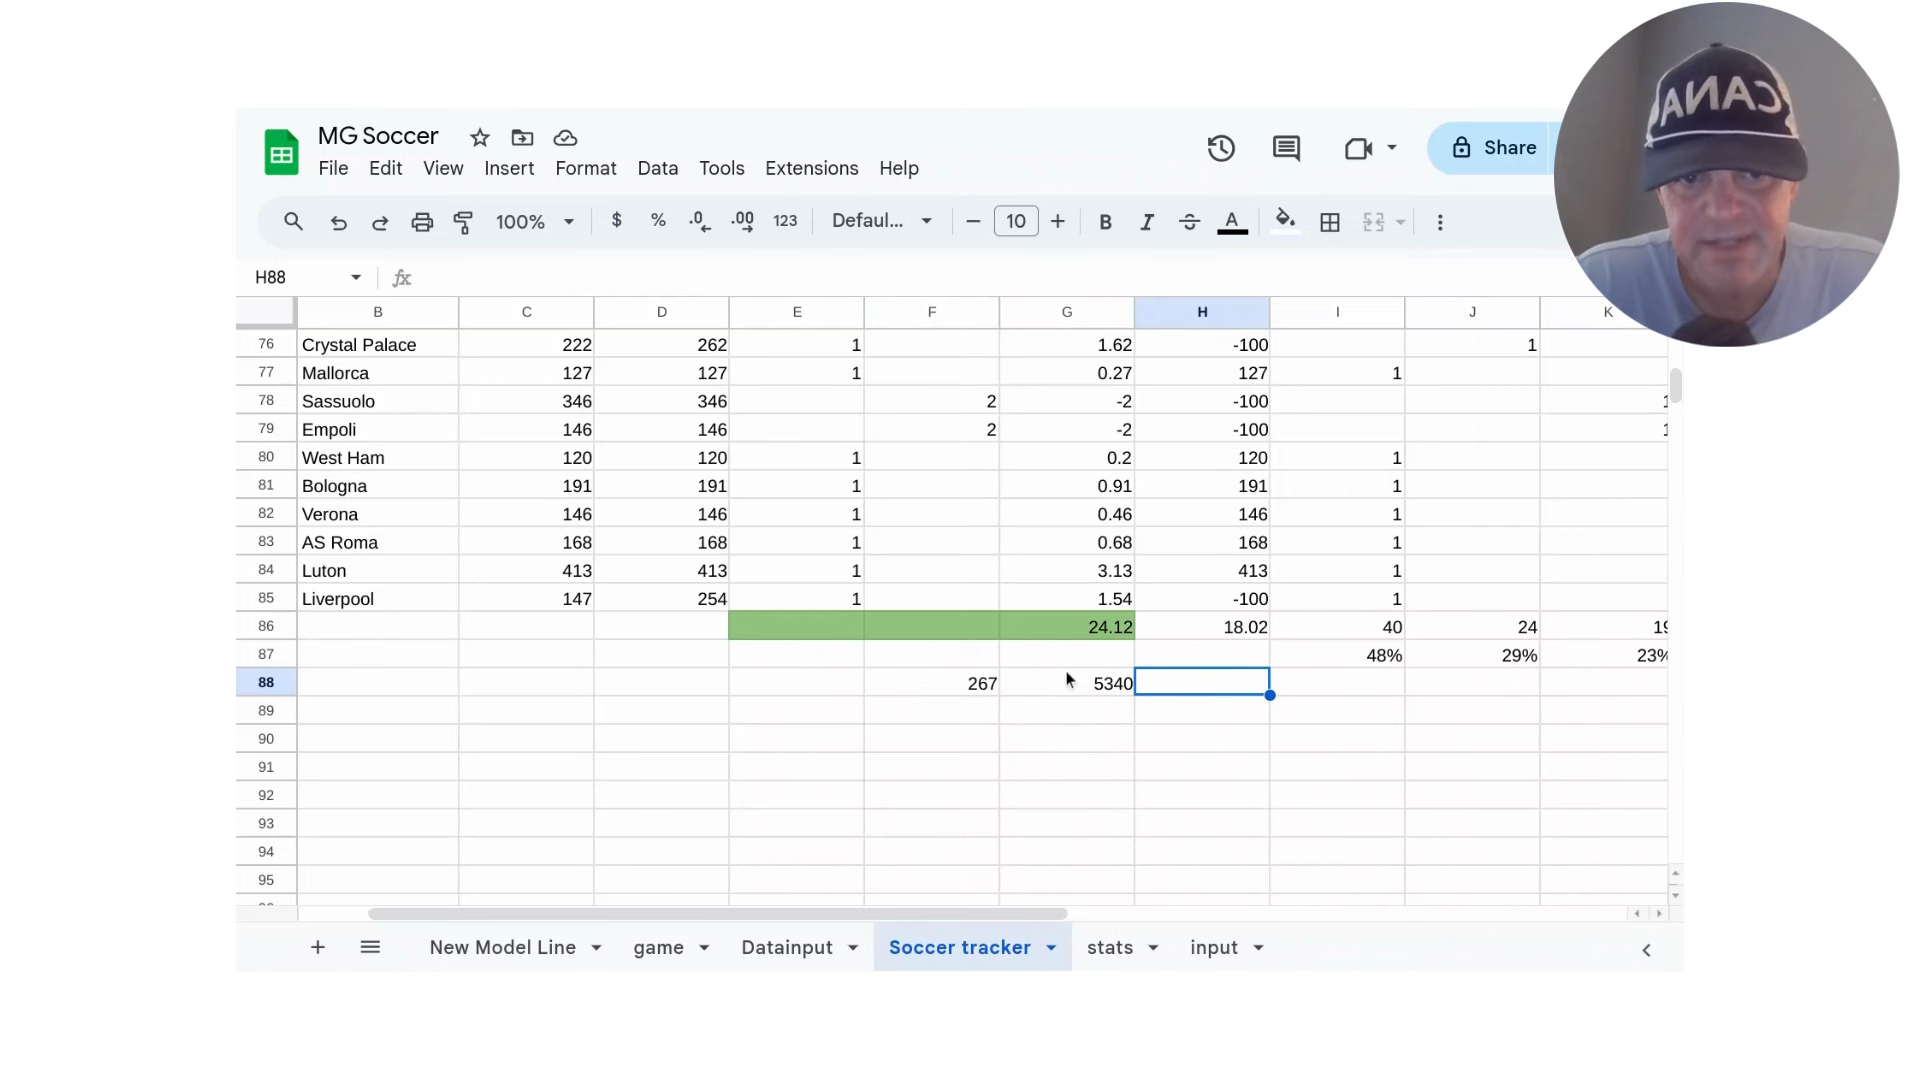 MG Soccer
File Edit View Insert Format Data Tools Extensions Help
Share
100% $ % .0 .00 123 Defaul... 10 B I A
H88 fx
B C D E F G H I J K
76 Crystal Palace 222 262 1 1.62 -100 1
77 Mallorca 127 127 1 0.27 127 1
78 Sassuolo 346 346 2 -2 -100 1
79 Empoli 146 146 2 -2 -100 1
80 West Ham 120 120 1 0.2 120 1
81 Bologna 191 191 1 0.91 191 1
82 Verona 146 146 1 0.46 146 1
83 AS Roma 168 168 1 0.68 168 1
84 Luton 413 413 1 3.13 413 1
85 Liverpool 147 254 1 1.54 -100 1
86 24.12 18.02 40 24 19
87 48% 29% 23%
88 267 5340
89
90
91
92
93
94
95
New Model Line game Datainput Soccer tracker stats input
CANA